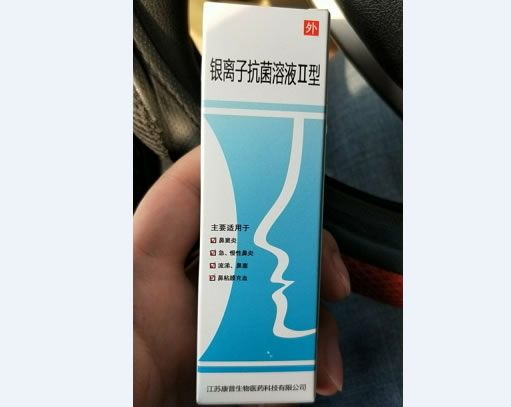 外
银离子抗菌溶液II型
主要适用于
鼻窦炎
急、慢性鼻炎
流涕、鼻塞
鼻粘膜充血
江苏康普生物医药科技有限公司